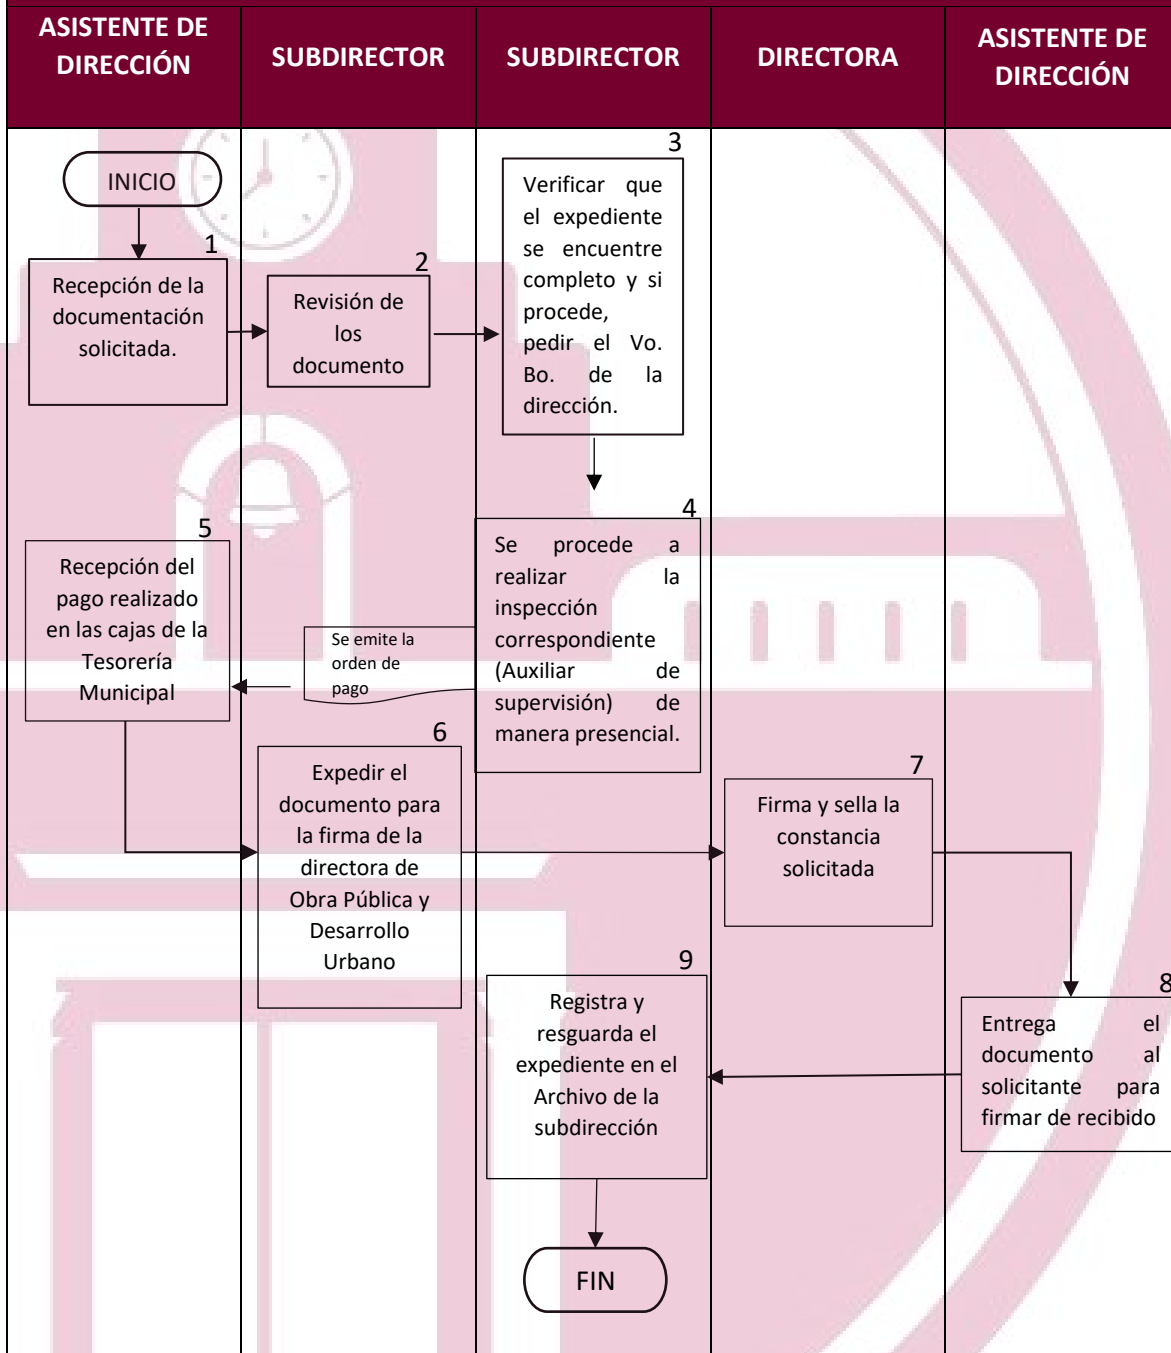 ASISTENTE DE
DIRECCIÓN
SUBDIRECTOR
SUBDIRECTOR
DIRECTORA
ASISTENTE DE
DIRECCIÓN
INICIO
1
Recepción de la
documentación
solicitada.
2
Revisión de
los
documento
3
Verificar que
el expediente
se encuentre
completo y si
procede,
pedir el Vo.
Bo. de la
dirección.
4
Se procede a
realizar la
inspección
correspondiente
(Auxiliar de
supervisión) de
manera presencial.
Se emite la
orden de
pago
5
Recepción del
pago realizado
en las cajas de la
Tesorería
Municipal
6
Expedir el
documento para
la firma de la
directora de
Obra Pública y
Desarrollo
Urbano
7
Firma y sella la
constancia
solicitada
8
Entrega el
documento al
solicitante para
firmar de recibido
9
Registra y
resguarda el
expediente en el
Archivo de la
subdirección
FIN